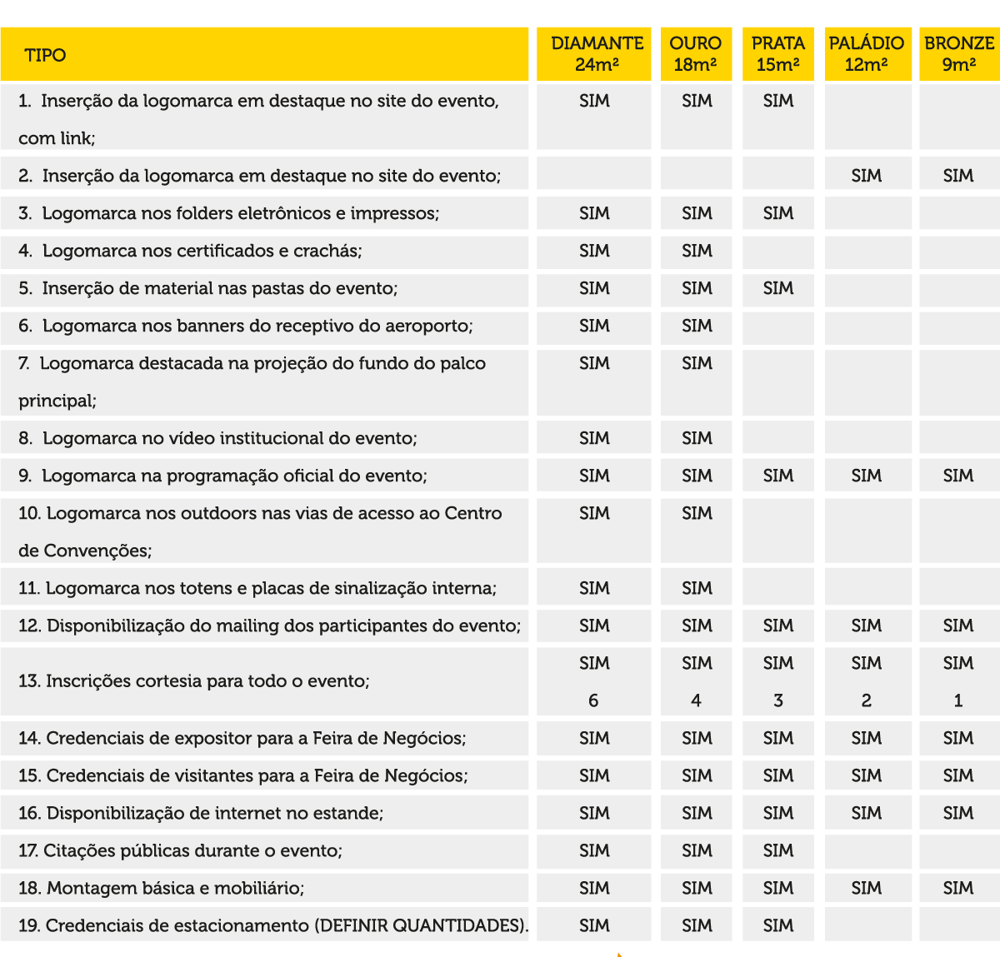 TIPO DIAMANTE OURO PRATA PALÁDIO BRONZE
24m² 18m² 15m² 12m² 9m²
1. Inserção da logomarca em destaque no site do evento, SIM SIM SIM
com link;
2. Inserção da logomarca em destaque no site do evento; SIM SIM
3. Logomarca nos folders eletrônicos e impressos; SIM SIM SIM
4. Logomarca nos certificados e crachás; SIM SIM
5. Inserção de material nas pastas do evento; SIM SIM SIM
6. Logomarca nos banners do receptivo do aeroporto; SIM SIM
7. Logomarca destacada na projeção do fundo do palco SIM SIM
principal;
8. Logomarca no vídeo institucional do evento; SIM SIM
9. Logomarca na programação oficial do evento; SIM SIM SIM SIM SIM
10. Logomarca nos outdoors nas vias de acesso ao Centro SIM SIM
de Convenções;
11. Logomarca nos totens e placas de sinalização interna; SIM SIM
12. Disponibilização do mailing dos participantes do evento; SIM SIM SIM SIM SIM
13. Inscrições cortesia para todo o evento; SIM SIM SIM SIM SIM
6 4 3 2 1
14. Credenciais de expositor para a Feira de Negócios; SIM SIM SIM SIM SIM
15. Credenciais de visitantes para a Feira de Negócios; SIM SIM SIM SIM SIM
16. Disponibilização de internet no estande; SIM SIM SIM SIM SIM
17. Citações públicas durante o evento; SIM SIM SIM
18. Montagem básica e mobiliário; SIM SIM SIM SIM SIM
19. Credenciais de estacionamento (DEFINIR QUANTIDADES). SIM SIM SIM